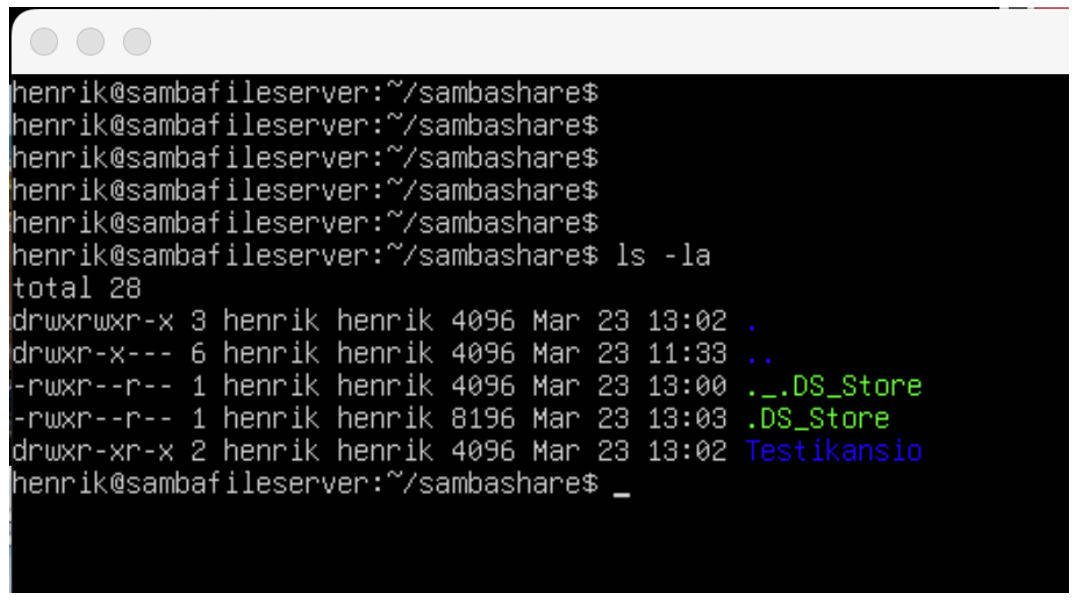 henrik@sambafileserver:~/sambashare$
henrik@sambafileserver:~/sambashare$
henrik@sambafileserver:~/sambashare$
henrik@sambafileserver:~/sambashare$
henrik@sambafileserver:~/sambashare$
henrik@sambafileserver:~/sambashare$ ls -la
total 28
drwxrwxr-x 3 henrik henrik 4096 Mar 23 13:02 .
drwxr-x--- 6 henrik henrik 4096 Mar 23 11:33 ..
-rwxr--r-- 1 henrik henrik 4096 Mar 23 13:00 ._.DS_Store
-rwxr--r-- 1 henrik henrik 8196 Mar 23 13:03 .DS_Store
drwxr-xr-x 2 henrik henrik 4096 Mar 23 13:02 Testikansio
henrik@sambafileserver:~/sambashare$ _